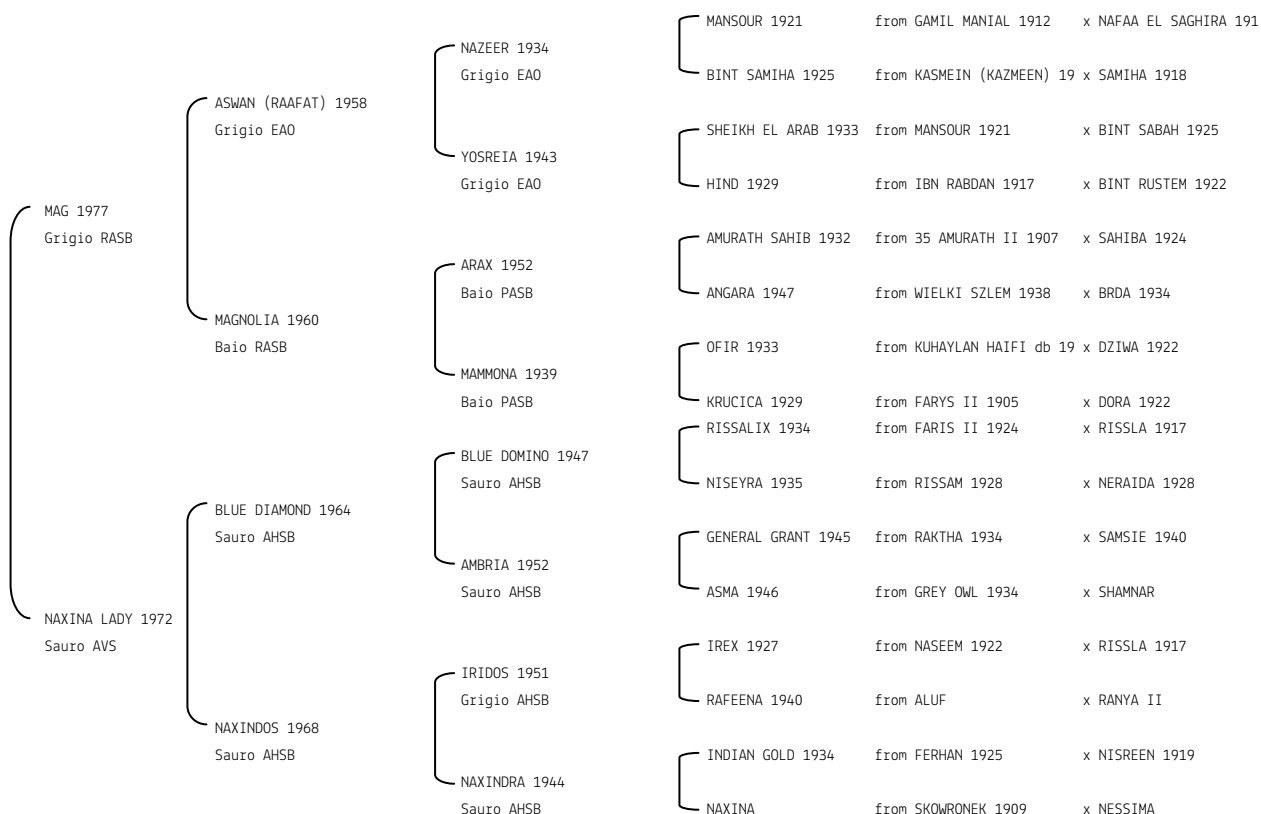 MANSOUR 1921 from GAMIL MANIAL 1912 x NAFAA EL SAGHIRA 191
NAZEER 1934
Grigio EAO
BINT SAMIHA 1925 from KASMEIN (KAZMEEN) 19 x SAMIHA 1918
ASWAN (RAAFAT) 1958
Grigio EAO
SHEIKH EL ARAB 1933 from MANSOUR 1921 x BINT SABAH 1925
YOSREIA 1943
Grigio EAO
HIND 1929 from IBN RABDAN 1917 x BINT RUSTEM 1922
MAG 1977
Grigio RASB
AMURATH SAHIB 1932 from 35 AMURATH II 1907 x SAHIBA 1924
ARAX 1952
Baio PASB
ANGARA 1947 from WIELKI SZLEM 1938 x BRDA 1934
MAGNOLIA 1960
Baio RASB
OFIR 1933 from KUHAYLAN HAIFI db 19 x DZIWA 1922
MAMMONA 1939
Baio PASB
KRUCICA 1929 from FARYS II 1905 x DORA 1922
RISSALIX 1934 from FARIS II 1924 x RISSLA 1917
BLUE DOMINO 1947
Sauro AHSB
NISEYRA 1935 from RISSAM 1928 x NERAIDA 1928
BLUE DIAMOND 1964
Sauro AHSB
GENERAL GRANT 1945 from RAKTHA 1934 x SAMSIE 1940
AMBRIA 1952
Sauro AHSB
ASMA 1946 from GREY OWL 1934 x SHAMNAR
NAXINA LADY 1972
Sauro AVS
IREX 1927 from NASEEM 1922 x RISSLA 1917
IRIDOS 1951
Grigio AHSB
RAFEENA 1940 from ALUF x RANYA II
NAXINDOS 1968
Sauro AHSB
INDIAN GOLD 1934 from FERHAN 1925 x NISREEN 1919
NAXINDRA 1944
Sauro AHSB
NAXINA from SKOWRONEK 1909 x NESSIMA